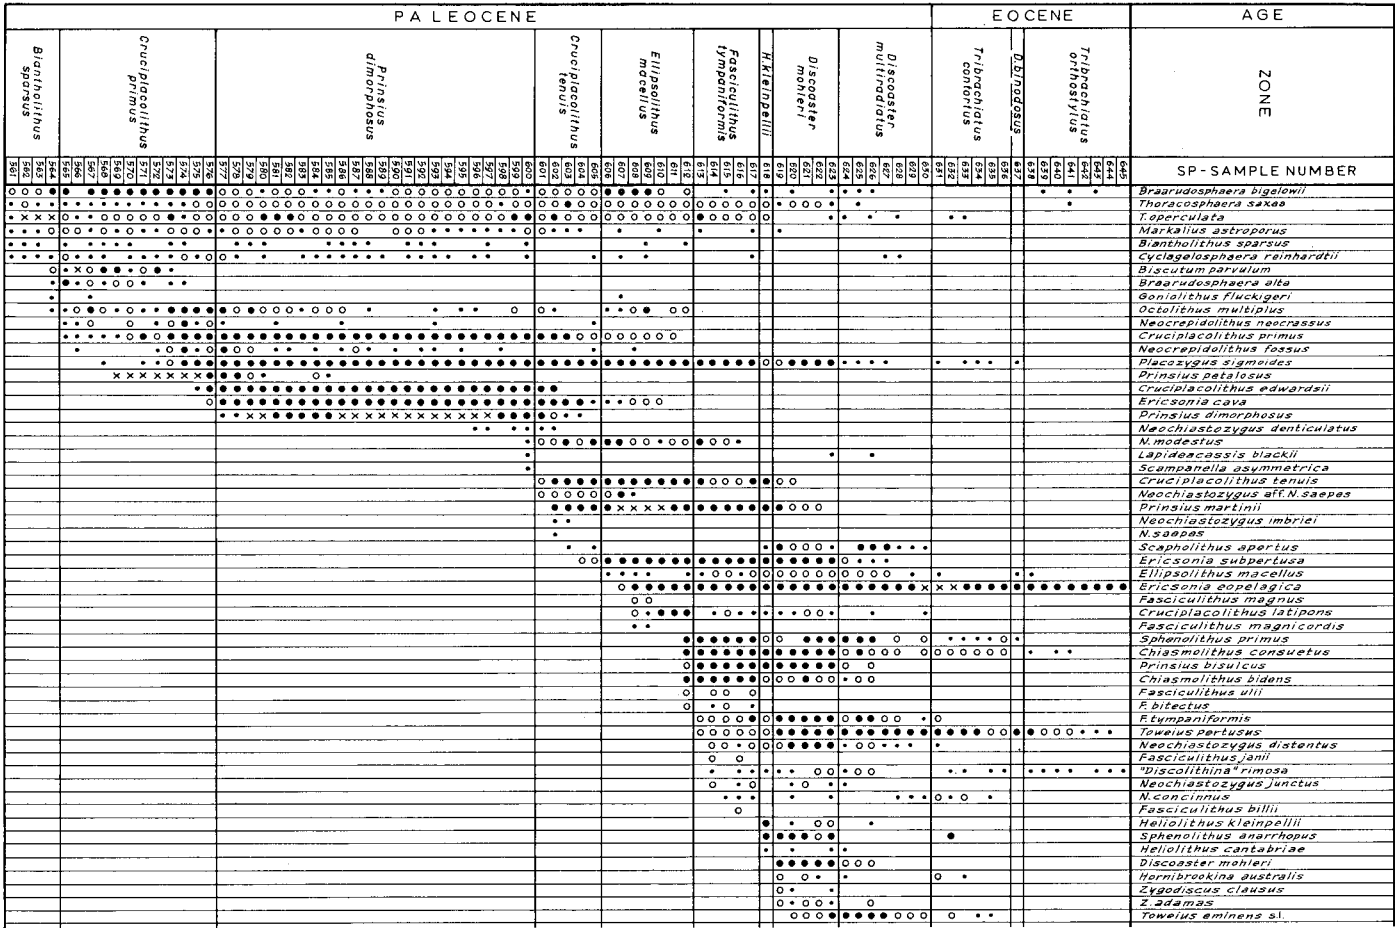 PALEOCENE EOCENE AGE
Biantholithus sparsus
Cruciplacolithus primus
Prinsius dimorphosus
Cruciplacolithus tenuis
Ellipsolithus macellus
Fasciculithus tympaniformis
H. kleinpellii
Discoaster mohleri
Discoaster multiradiatus
Tribrachiatus contortus
D. binodosus
Tribrachiatus orthostylus
ZONE
SP-SAMPLE NUMBER
Braarudosphaera bigelowii
Thoracosphaera saxea
T. operculata
Markalius astroporus
Biantholithus sparsus
Cyclagelosphaera reinhardtii
Biscutum parvulum
Braarudosphaera alta
Goniolithus fluckigeri
Octolithus multiplus
Neocrepidolithus neocrassus
Cruciplacolithus primus
Neocrepidolithus fossus
Placozygus sigmoides
Prinsius petalosus
Cruciplacolithus edwardsii
Ericsonia cava
Prinsius dimorphosus
Neochiastozygus denticulatus
N. modestus
Lapideacassis blackii
Scampanella asymmetrica
Cruciplacolithus tenuis
Neochiastozygus aff. N. saepes
Prinsius martinii
Neochiastozygus imbriei
N. saepes
Scapholithus apertus
Ericsonia subpertusa
Ellipsolithus macellus
Ericsonia eopelagica
Fasciculithus magnus
Cruciplacolithus latipons
Fasciculithus magnicordis
Sphenolithus primus
Chiasmolithus consuetus
Prinsius bisulcus
Chiasmolithus bidens
Fasciculithus ulii
F. bitectus
F. tympaniformis
Toweius pertusus
Neochiastozygus distentus
Fasciculithus janii
"Discolithina" rimosa
Neochiastozygus junctus
N. concinnus
Fasciculithus billii
Heliolithus kleinpellii
Sphenolithus anarrhopus
Heliolithus cantabriae
Discoaster mohleri
Hornibrookina australis
Zygodiscus clausus
Z. adamas
Toweius eminens s.l.